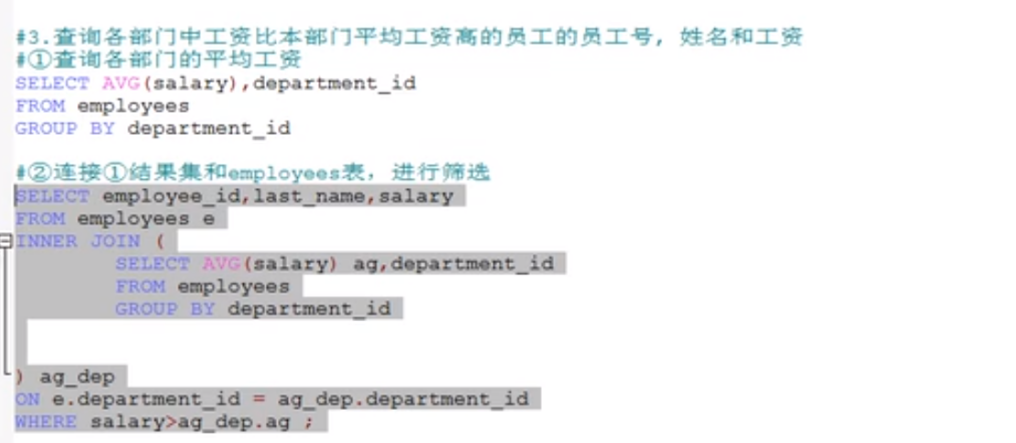 #3.查询各部门中工资比本部门平均工资高的员工的员工号, 姓名和工资
#①查询各部门的平均工资
SELECT AVG(salary),department_id
FROM employees
GROUP BY department_id
#②连接①结果集和employees表，进行筛选
SELECT employee_id,last_name,salary
FROM employees e
INNER JOIN (
SELECT AVG(salary) ag,department_id
FROM employees
GROUP BY department_id
) ag_dep
ON e.department_id = ag_dep.department_id
WHERE salary>ag_dep.ag ;